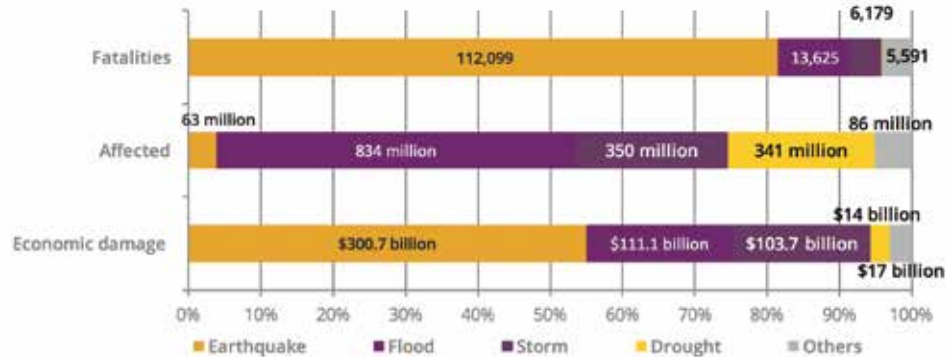 6,179
Fatalities 112,099 13,625 5,591
63 million 86 million
Affected 834 million 350 million 341 million
$14 billion
Economic damage $300.7 billion $111.1 billion $103.7 billion
$17 billion
0% 10% 20% 30% 40% 50% 60% 70% 80% 90% 100%
Earthquake Flood Storm Drought Others